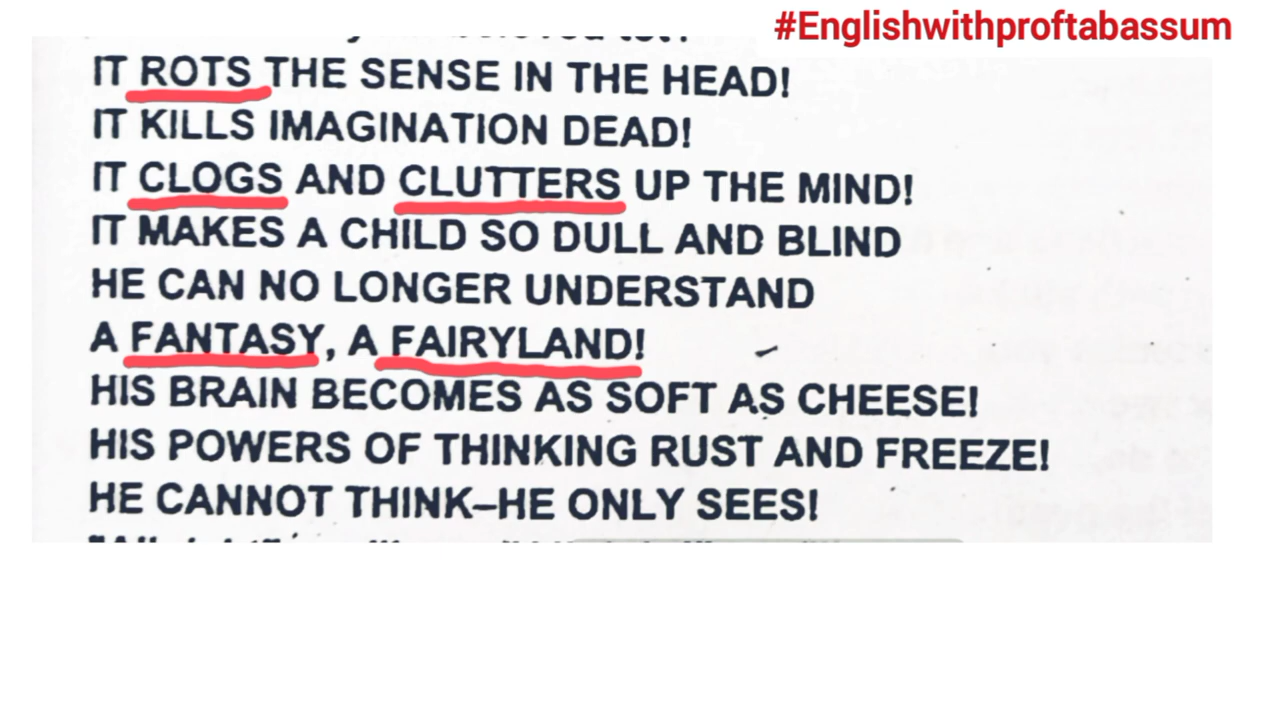 #Englishwithproftabassum
IT ROTS THE SENSE IN THE HEAD!
IT KILLS IMAGINATION DEAD!
IT CLOGS AND CLUTTERS UP THE MIND!
IT MAKES A CHILD SO DULL AND BLIND
HE CAN NO LONGER UNDERSTAND
A FANTASY, A FAIRYLAND!
HIS BRAIN BECOMES AS SOFT AS CHEESE!
HIS POWERS OF THINKING RUST AND FREEZE!
HE CANNOT THINK–HE ONLY SEES!